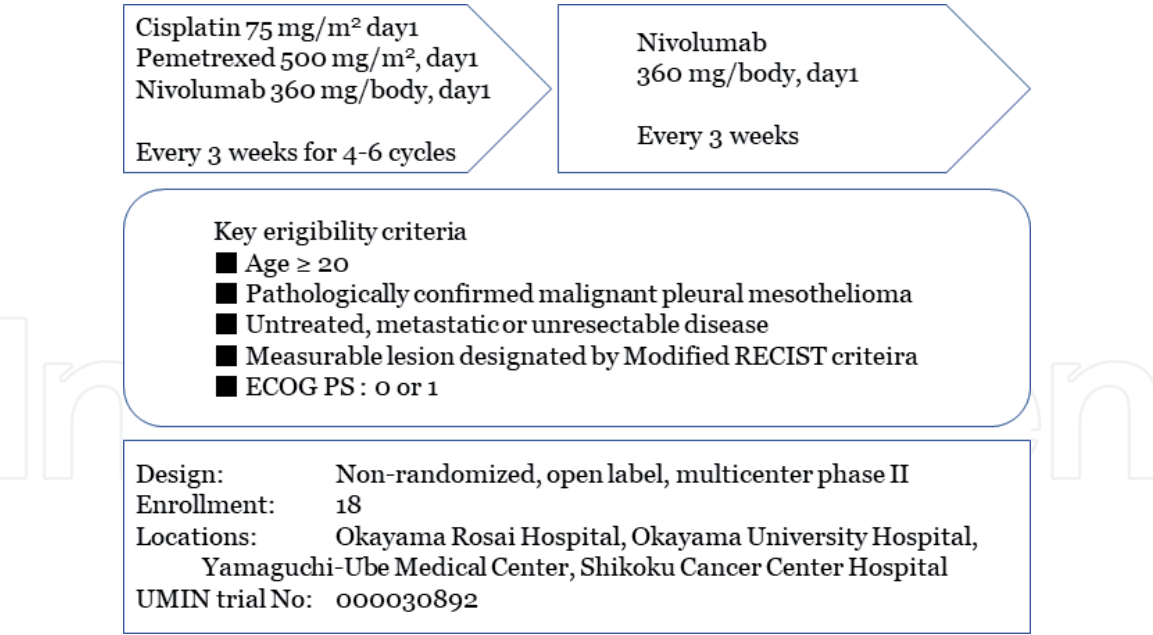 Cisplatin 75 mg/m² day1
Pemetrexed 500 mg/m², day1
Nivolumab 360 mg/body, day1
Every 3 weeks for 4-6 cycles
Nivolumab
360 mg/body, day1
Every 3 weeks
Key erigibility criteria
■ Age ≥ 20
■ Pathologically confirmed malignant pleural mesothelioma
■ Untreated, metastatic or unresectable disease
■ Measurable lesion designated by Modified RECIST criteira
■ ECOG PS : 0 or 1
Design: Non-randomized, open label, multicenter phase II
Enrollment: 18
Locations: Okayama Rosai Hospital, Okayama University Hospital,
Yamaguchi-Ube Medical Center, Shikoku Cancer Center Hospital
UMIN trial No: 000030892